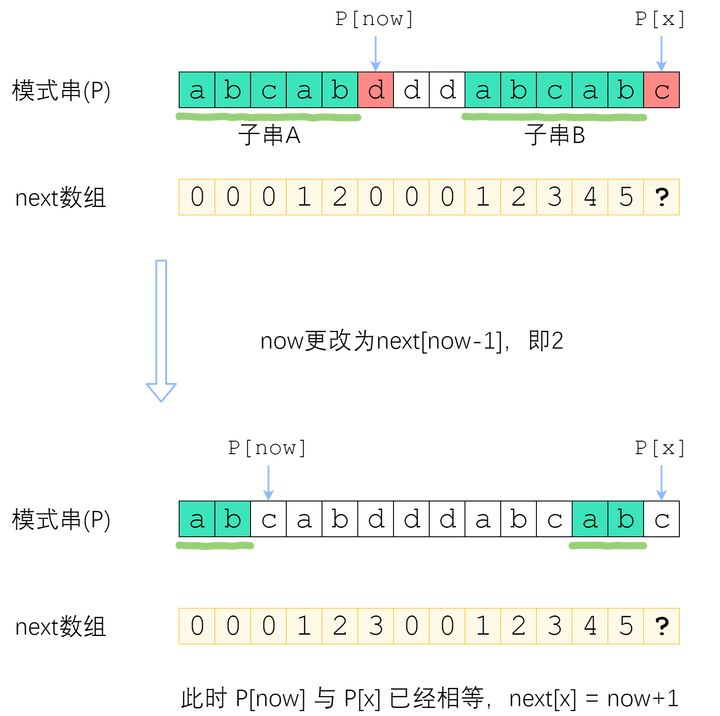 P[now] P[x]
模式串(P) a b c a b d d d a b c a b c
子串A 子串B
next数组 0 0 0 1 2 0 0 0 1 2 3 4 5 ?
now更改为next[now-1]，即2
P[now] P[x]
模式串(P) a b c a b d d d a b c a b c
next数组 0 0 0 1 2 3 0 0 1 2 3 4 5 ?
此时 P[now] 与 P[x] 已经相等，next[x] = now+1